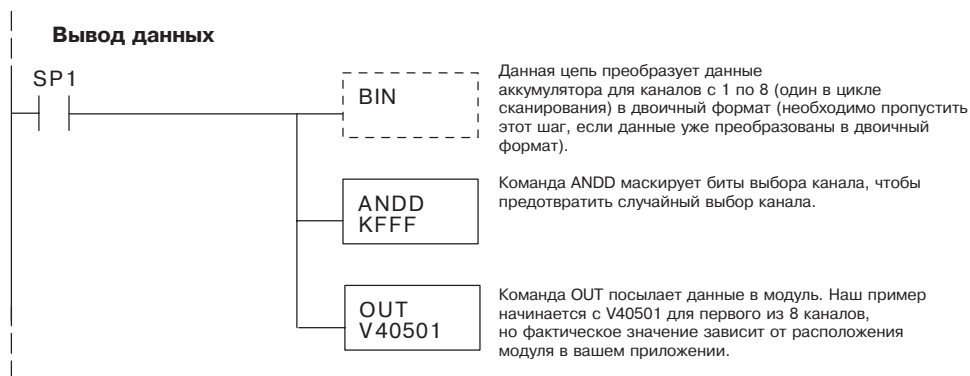 Вывод данных
SP1
BIN
Данная цепь преобразует данные
аккумулятора для каналов с 1 по 8 (один в цикле
сканирования) в двоичный формат (необходимо пропустить
этот шаг, если данные уже преобразованы в двоичный
формат).
ANDD
KFFF
Команда ANDD маскирует биты выбора канала, чтобы
предотвратить случайный выбор канала.
OUT
V40501
Команда OUT посылает данные в модуль. Наш пример
начинается с V40501 для первого из 8 каналов,
но фактическое значение зависит от расположения
модуля в вашем приложении.